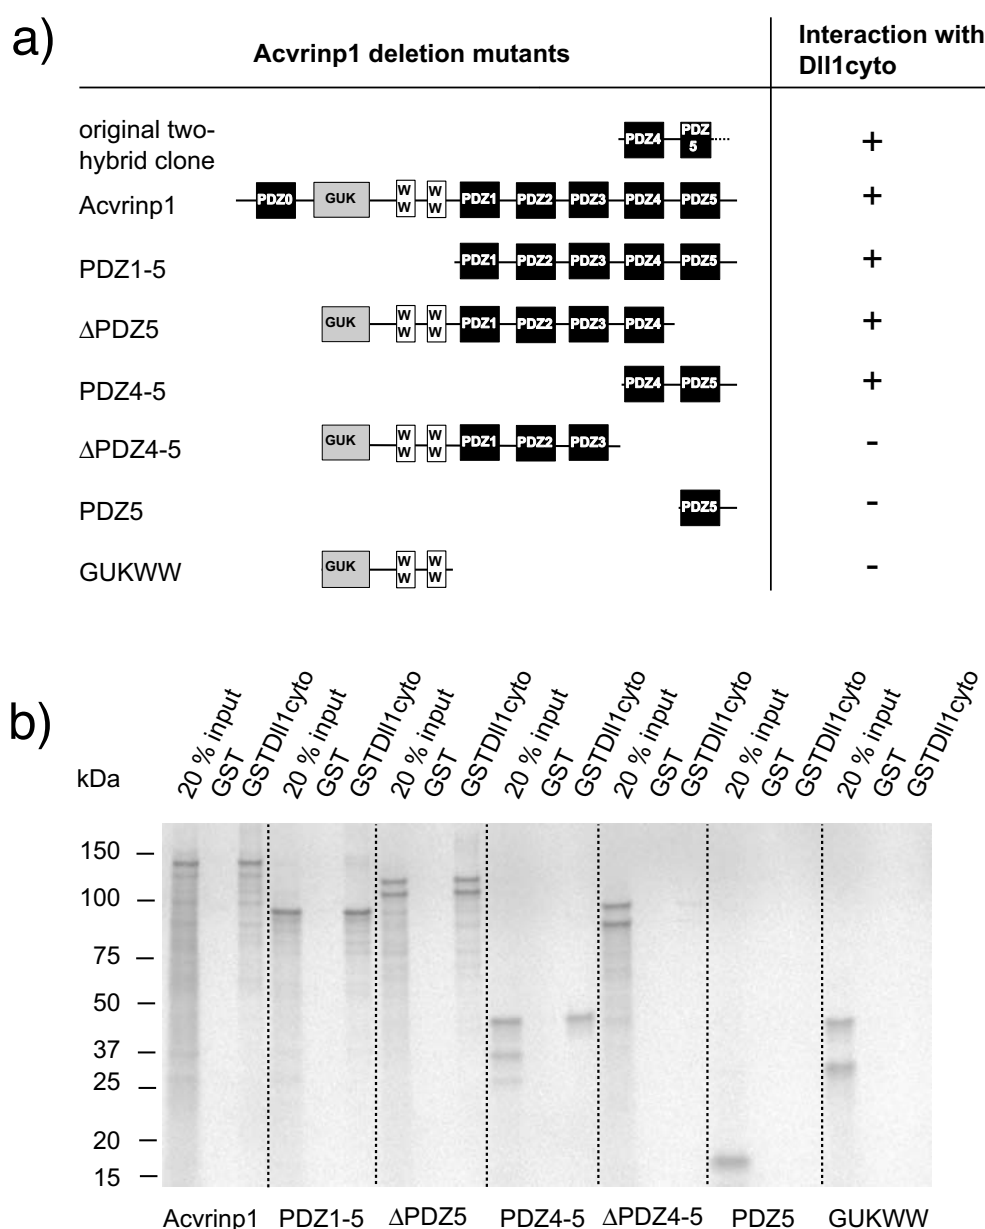 a)
Acvrinp1 deletion mutants
Interaction with
Dll1cyto
original two-
hybrid clone
PDZ4 PDZ 5
+
Acvrinp1
PDZ0 GUK WW WW PDZ1 PDZ2 PDZ3 PDZ4 PDZ5
+
PDZ1-5
PDZ1 PDZ2 PDZ3 PDZ4 PDZ5
+
ΔPDZ5
GUK WW WW PDZ1 PDZ2 PDZ3 PDZ4
+
PDZ4-5
PDZ4 PDZ5
+
ΔPDZ4-5
GUK WW WW PDZ1 PDZ2 PDZ3
-
PDZ5
PDZ5
-
GUKWW
GUK WW WW
-
b)
kDa
20 % input GST GSTDll1cyto 20 % input GST GSTDll1cyto 20 % input GST GSTDll1cyto 20 % input GST GSTDll1cyto 20 % input GST GSTDll1cyto 20 % input GST GSTDll1cyto 20 % input GST GSTDll1cyto
150
100
75
50
37
25
20
15
Acvrinp1 PDZ1-5 ΔPDZ5 PDZ4-5 ΔPDZ4-5 PDZ5 GUKWW